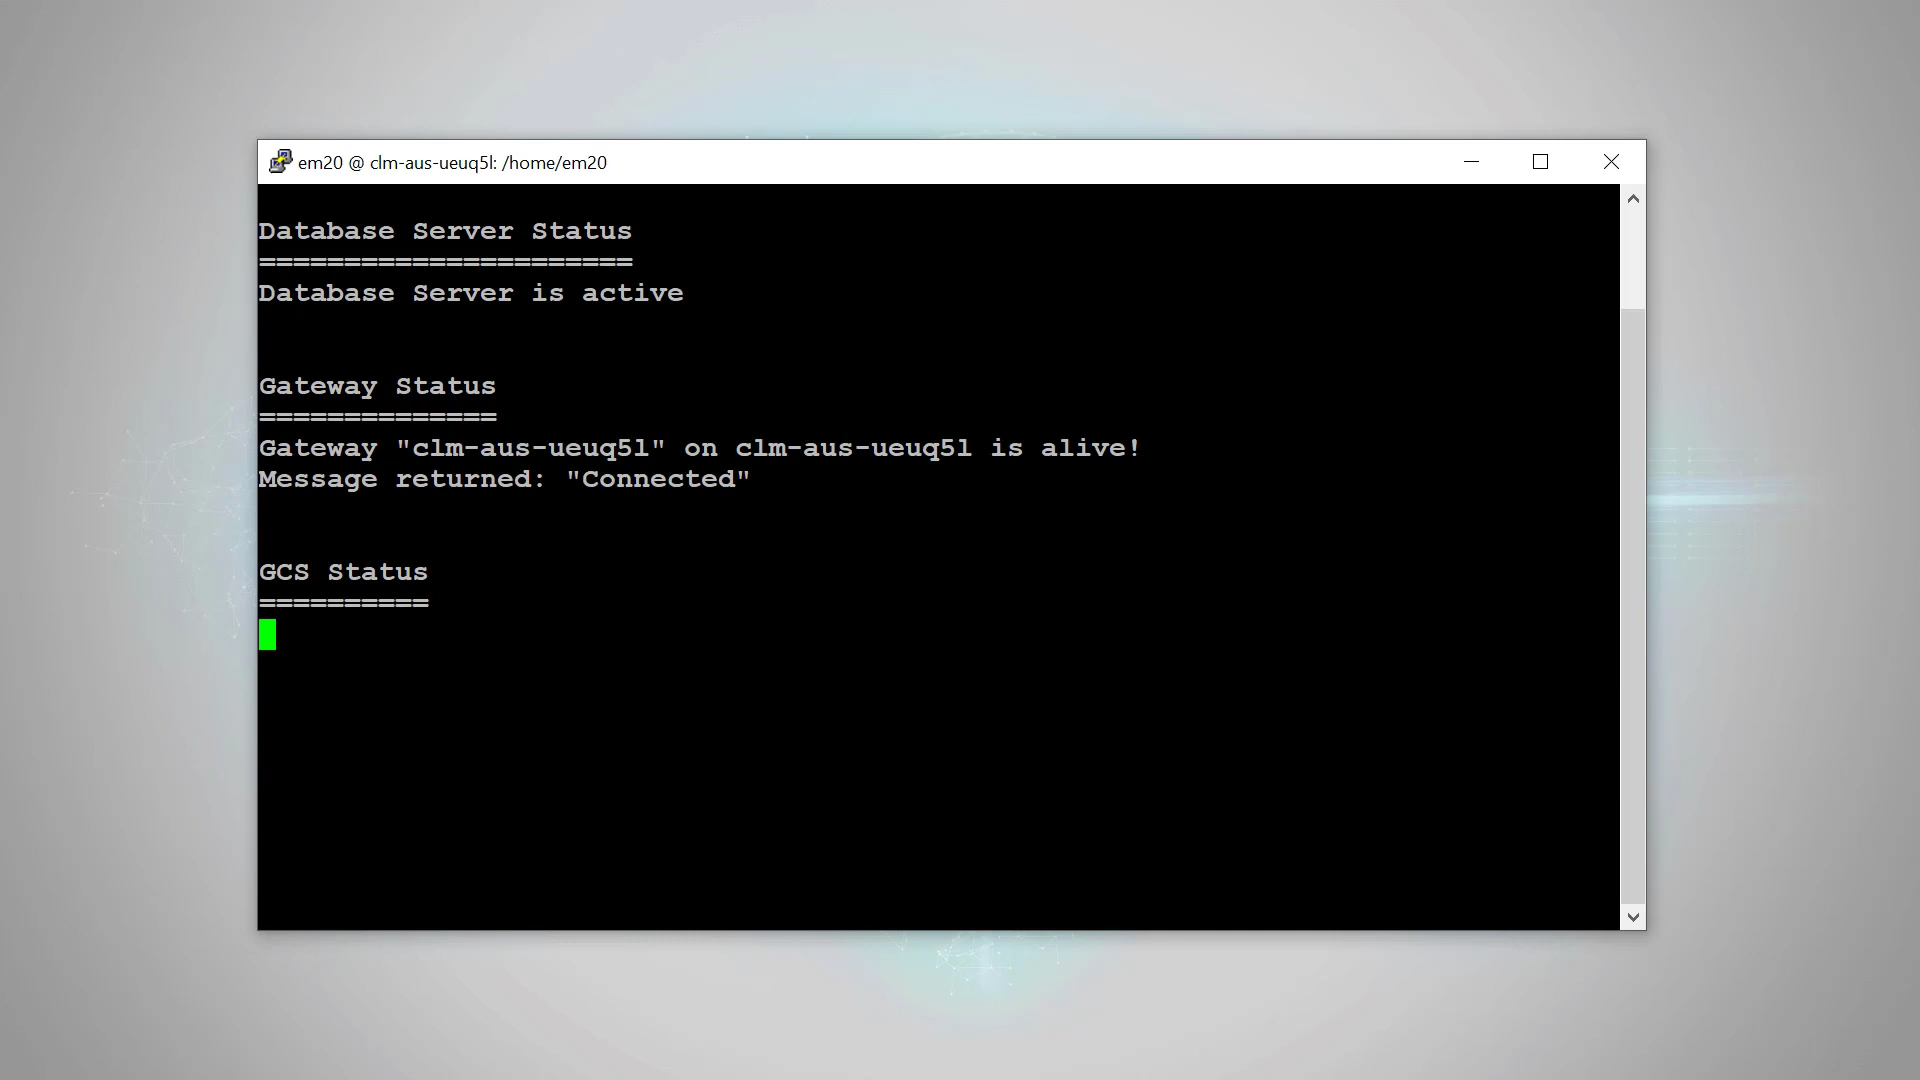 em20 @ clm-aus-ueuq5l: /home/em20
Database Server Status
======================
Database Server is active
Gateway Status
==============
Gateway "clm-aus-ueuq5l" on clm-aus-ueuq5l is alive!
Message returned: "Connected"
GCS Status
==========